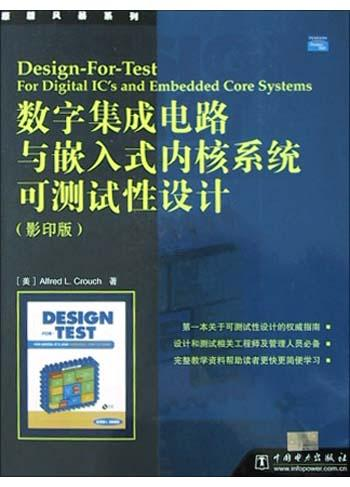 原版风暴系列
PEARSON
Design-For-Test
For Digital IC's and Embedded Core Systems
数字集成电路
与嵌入式内核系统
可测试性设计
（影印版）
［美］ Alfred L. Crouch 著
DESIGN
FOR
TEST
第一本关于可测试性设计的权威指南
设计和测试相关工程师及管理人员必备
完整教学资料帮助读者更快更简便学习
中国电力出版社
www.infopower.com.cn